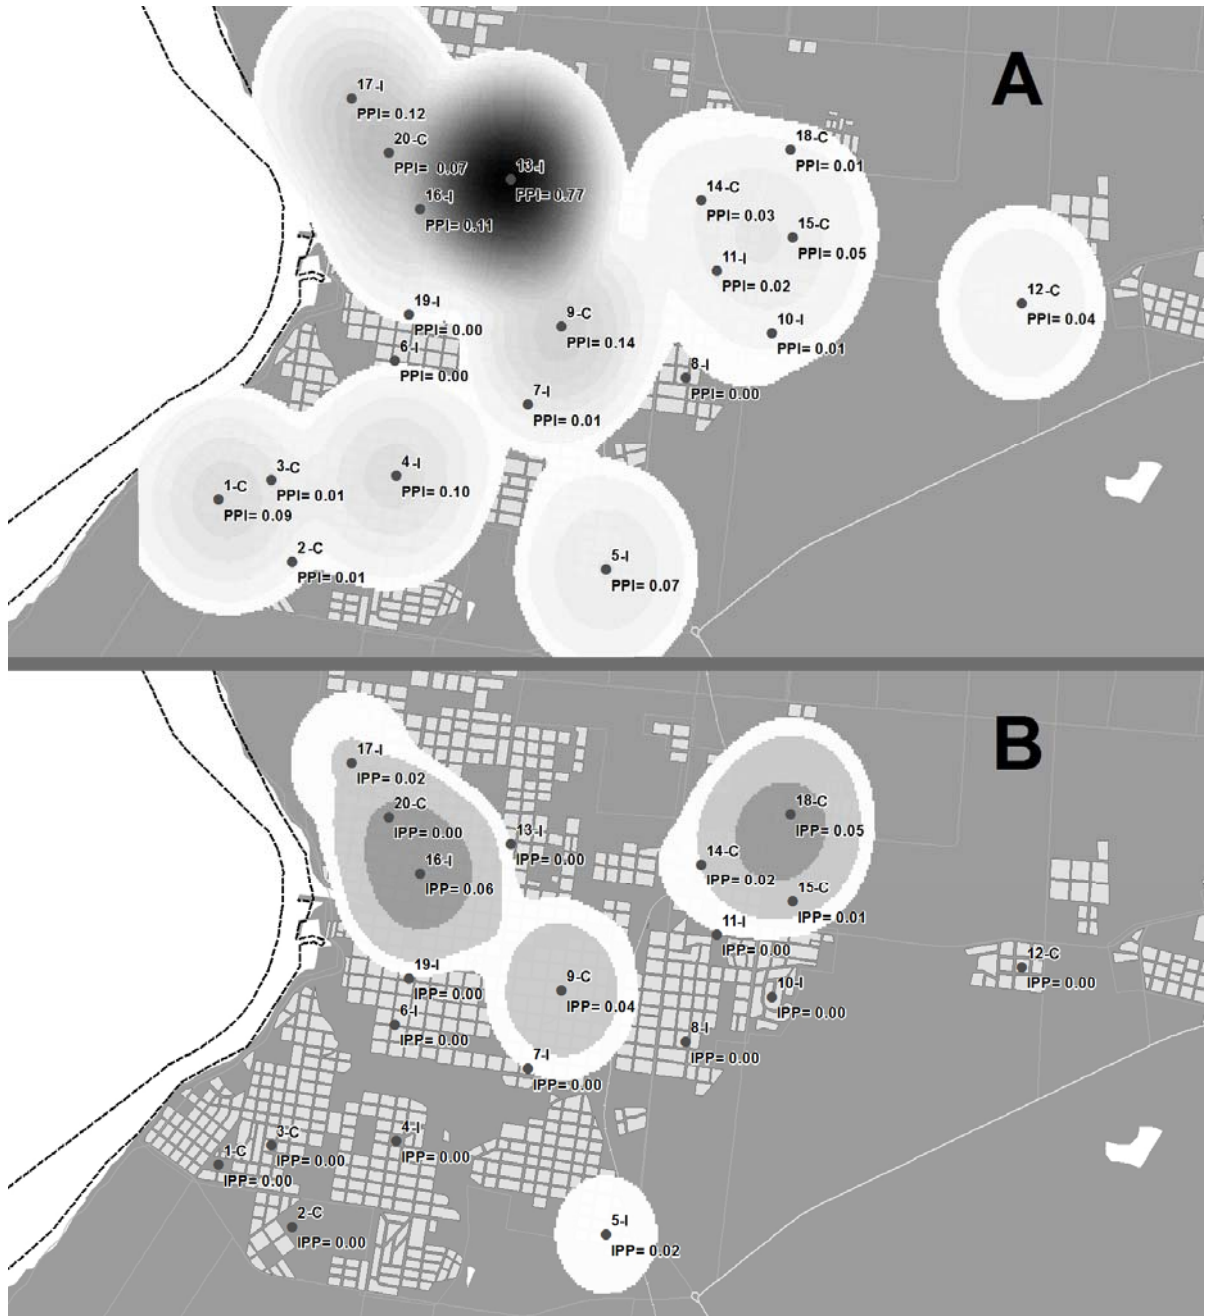 A
17-I
PPI= 0.12
20-C
PPI= 0.07
13-I
PPI= 0.77
16-I
PPI= 0.11
18-C
PPI= 0.01
14-C
PPI= 0.03
15-C
PPI= 0.05
11-I
PPI= 0.02
12-C
PPI= 0.04
19-I
PPI= 0.00
9-C
PPI= 0.14
10-I
PPI= 0.01
6-I
PPI= 0.00
8-I
PPI= 0.00
7-I
PPI= 0.01
3-C
PPI= 0.01
4-I
PPI= 0.10
1-C
PPI= 0.09
2-C
PPI= 0.01
5-I
PPI= 0.07
B
17-I
IPP= 0.02
20-C
IPP= 0.00
18-C
IPP= 0.05
13-I
IPP= 0.00
16-I
IPP= 0.06
14-C
IPP= 0.02
15-C
IPP= 0.01
11-I
IPP= 0.00
12-C
IPP= 0.00
19-I
IPP= 0.00
9-C
IPP= 0.04
10-I
IPP= 0.00
6-I
IPP= 0.00
8-I
IPP= 0.00
7-I
IPP= 0.00
3-C
IPP= 0.00
4-I
IPP= 0.00
1-C
IPP= 0.00
2-C
IPP= 0.00
5-I
IPP= 0.02